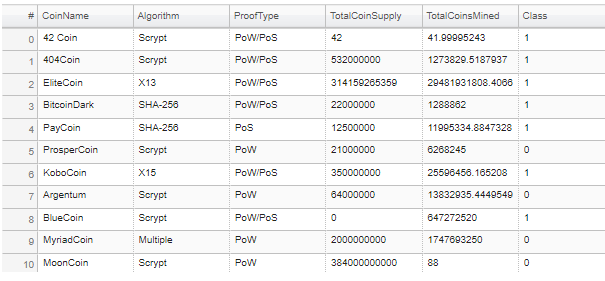 # CoinName Algorithm ProofType TotalCoinSupply TotalCoinsMined Class
0 42 Coin Scrypt PoW/PoS 42 41.99995243 1
1 404Coin Scrypt PoW/PoS 532000000 1273829.5187937 1
2 EliteCoin X13 PoW/PoS 314159265359 29481931808.4066 1
3 BitcoinDark SHA-256 PoW/PoS 22000000 1288862 1
4 PayCoin SHA-256 PoS 12500000 11995334.8847328 1
5 ProsperCoin Scrypt PoW 21000000 6268245 0
6 KoboCoin X15 PoW/PoS 350000000 25596456.165208 1
7 Argentum Scrypt PoW 64000000 13832935.4449549 0
8 BlueCoin Scrypt PoW/PoS 0 647272520 1
9 MyriadCoin Multiple PoW 2000000000 1747693250 0
10 MoonCoin Scrypt PoW 384000000000 88 0